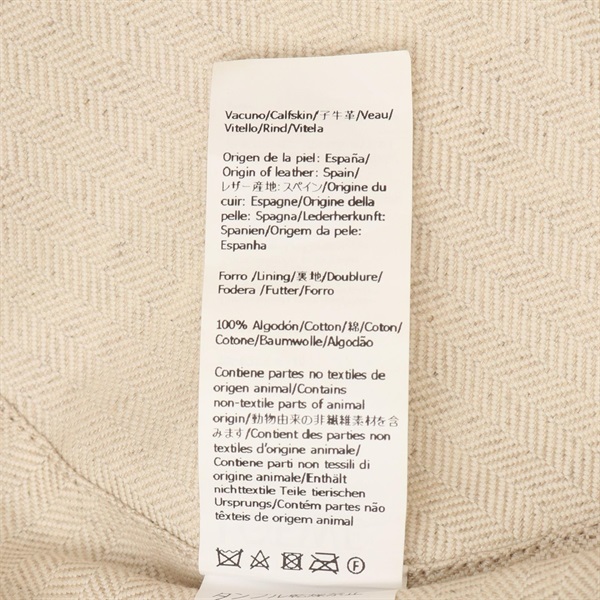 Vacuno/Calfskin/子牛革/Veau/
Vitello/Rind/Vitela
Origen de la piel: España/
Origin of leather: Spain/
レザー産地:スペイン/Origine du
cuir: Espagne/Origine della
pelle: Spagna/Lederherkunft:
Spanien/Origem da pele:
Espanha
Forro /Lining/裏地/Doublure/
Fodera /Futter/Forro
100% Algodón/Cotton/綿/Coton/
Cotone/Baumwolle/Algodão
Contiene partes no textiles de
origen animal/Contains
non-textile parts of animal
origin/動物由来の非繊維素材を含
みます/Contient des parties non
textiles d'origine animale/
Contiene parti non tessili di
origine animale/Enthält
nichttextile Teile tierischen
Ursprungs/Contém partes não
têxteis de origem animal